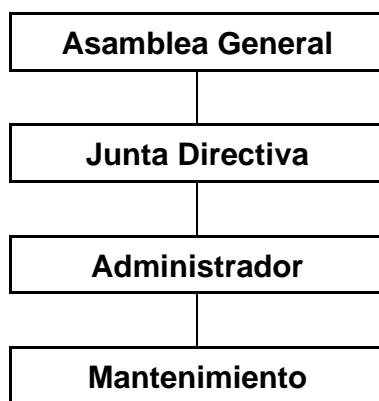 Asamblea General
Junta Directiva
Administrador
Mantenimiento